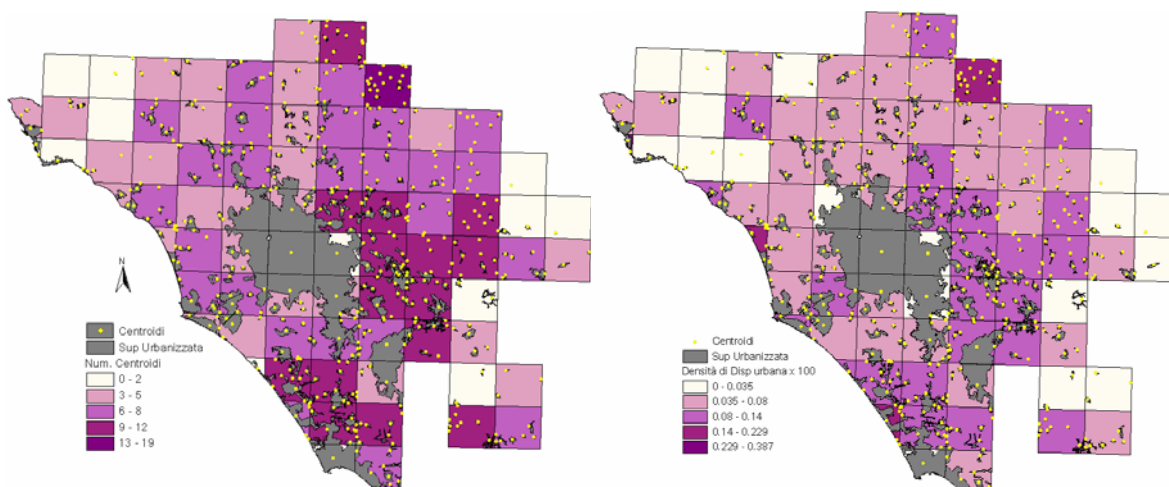 N
Centroidi
Sup Urbanizzata
Num. Centroidi
0 - 2
3 - 5
6 - 8
9 - 12
13 - 19
Centroidi
Sup Urbanizzata
Densità di Disp urbana x 100
0 - 0.035
0.035 - 0.08
0.08 - 0.14
0.14 - 0.229
0.229 - 0.387